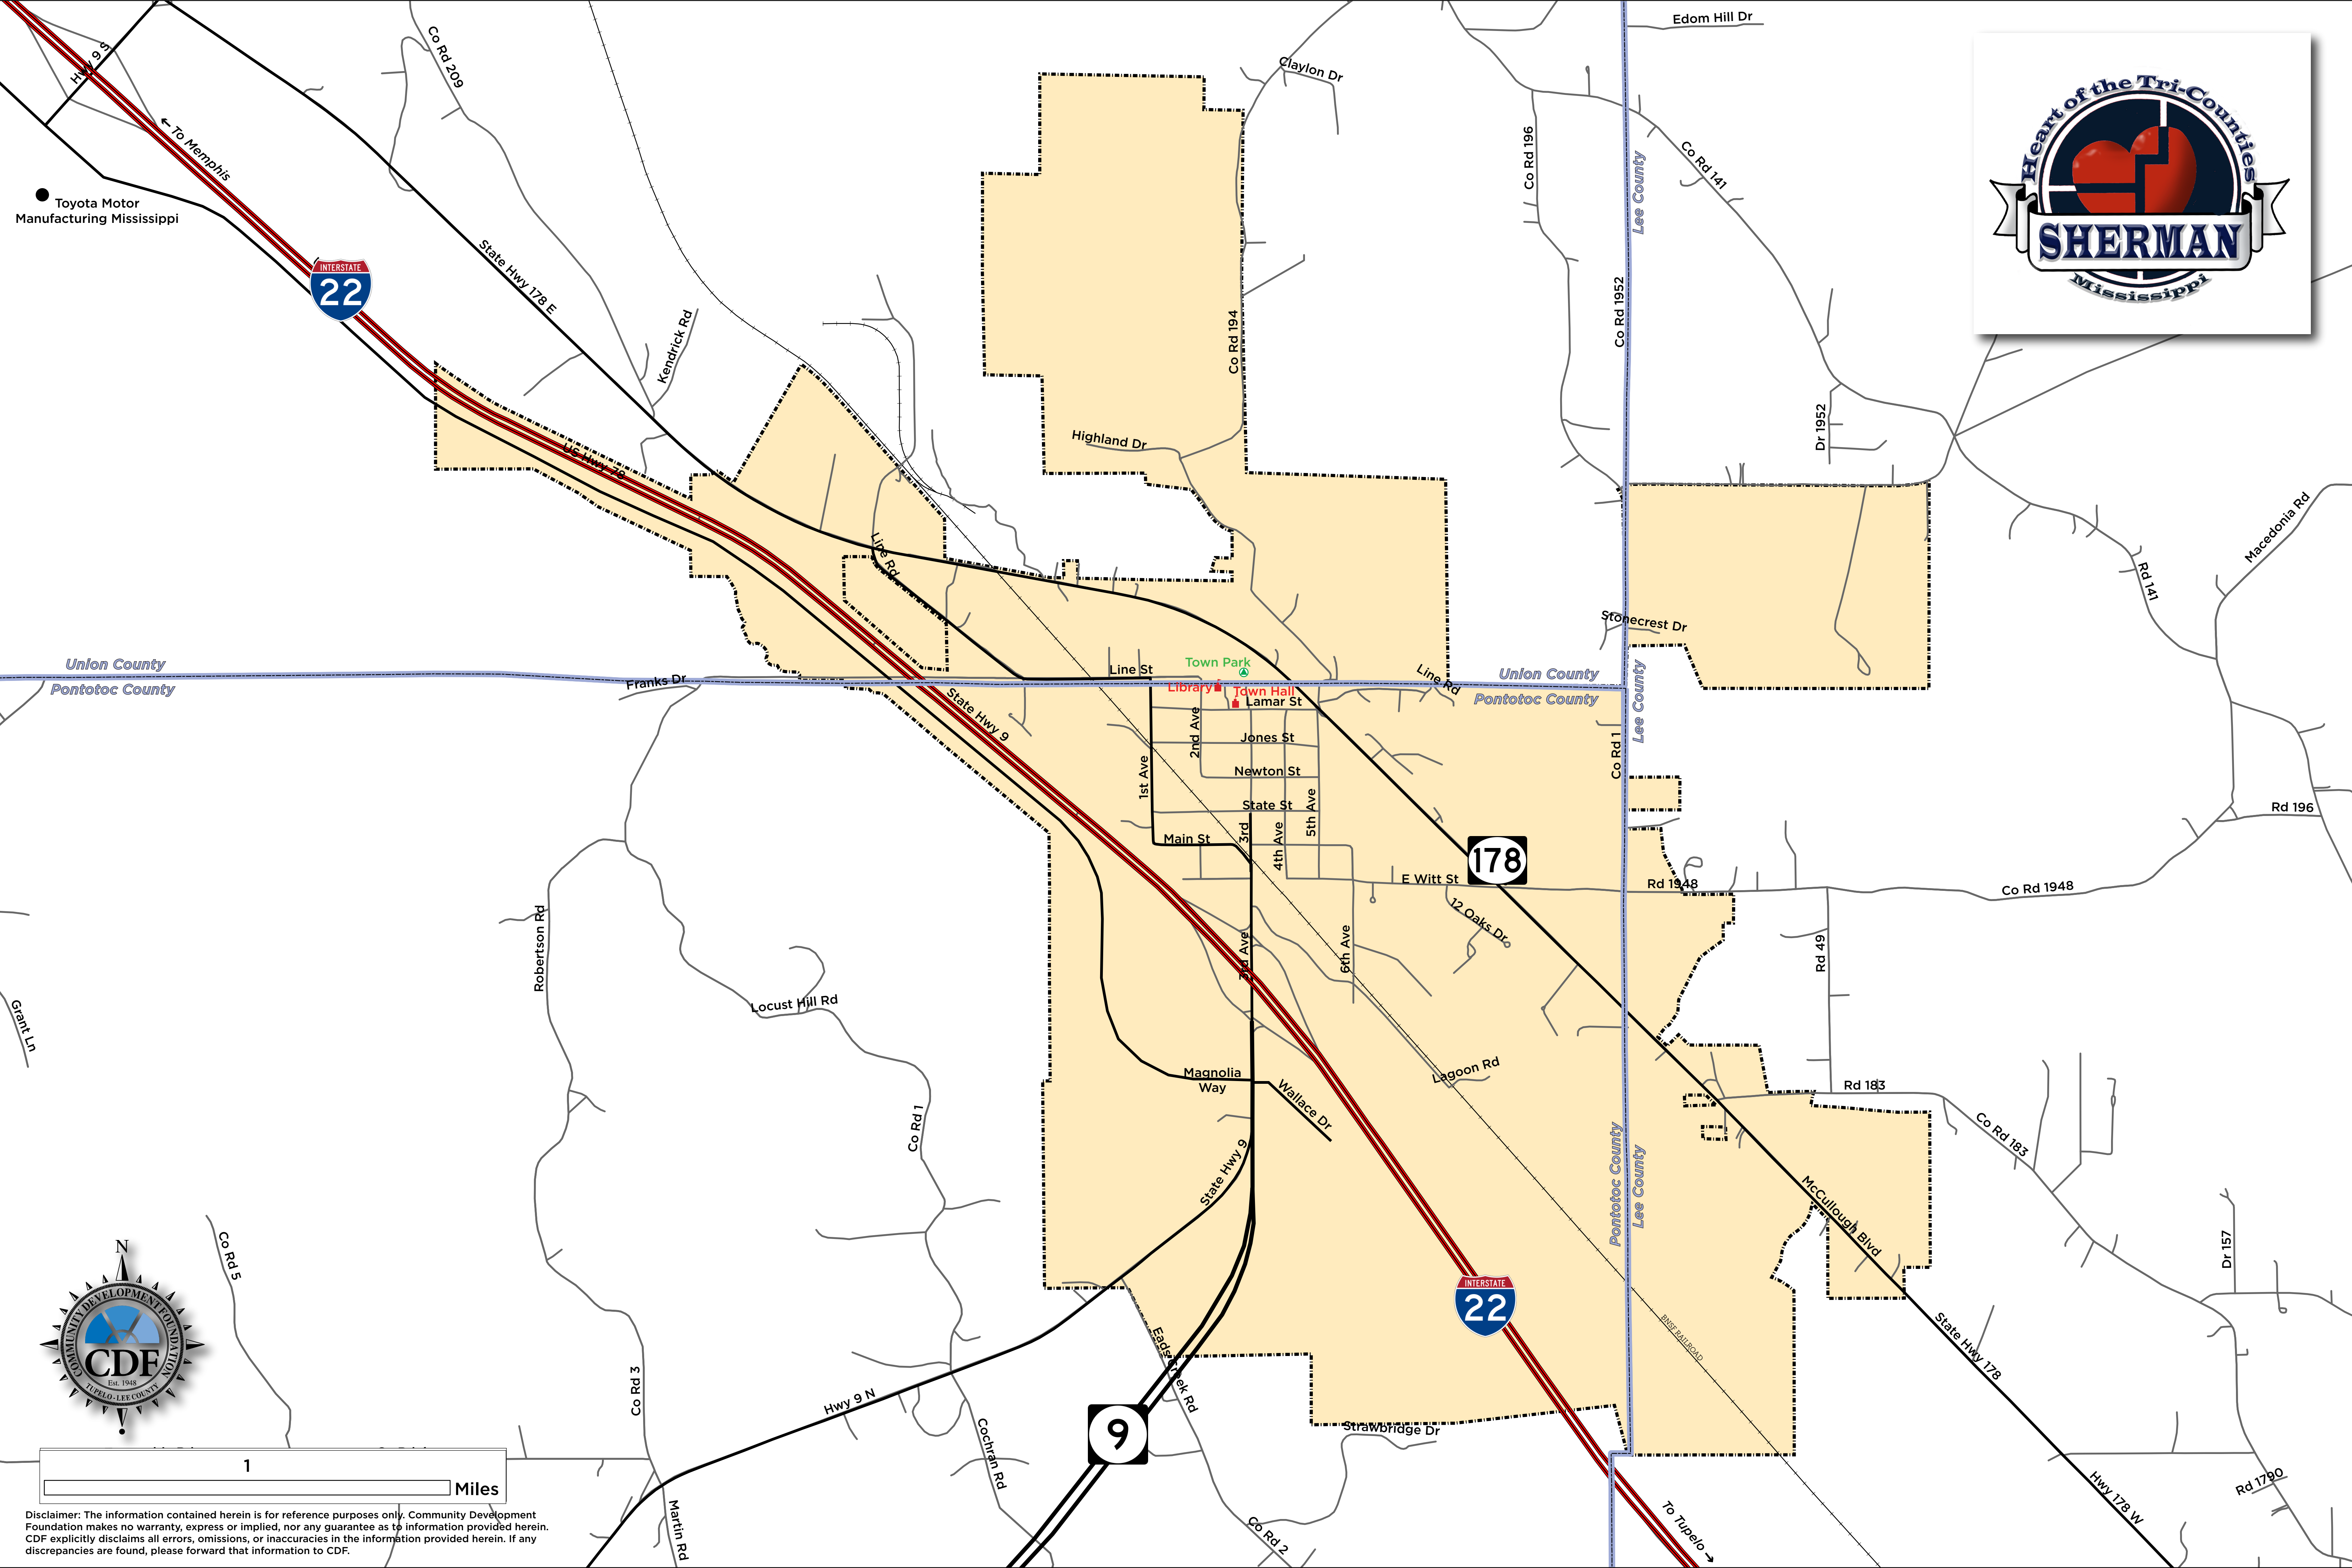 Edom Hill Dr
Hwy 9 S
Co Rd 209
Claylon Dr
← To Memphis
Co Rd 196
Lee County
Co Rd 141
Heart of the Tri-Counties
SHERMAN
Mississippi
Toyota Motor
Manufacturing Mississippi
INTERSTATE
22
State Hwy 178 E
Kendrick Rd
Co Rd 194
Co Rd 1952
Dr 1952
Highland Dr
US Hwy 78
Line Rd
Macedonia Rd
Rd 141
Stonecrest Dr
Union County
Pontotoc County
Franks Dr
Line St
Town Park
Library
Town Hall
Lamar St
Line Rd
Union County
Pontotoc County
Lee County
State Hwy 9
2nd Ave
Jones St
Co Rd 1
1st Ave
Newton St
State St
5th Ave
Rd 196
Main St
3rd
4th Ave
178
E Witt St
Rd 1948
Co Rd 1948
12 Oaks Dr
Robertson Rd
3rd Ave
6th Ave
Rd 49
Locust Hill Rd
Grant Ln
Magnolia
Way
Wallace Dr
Lagoon Rd
Rd 183
Co Rd 1
Co Rd 183
State Hwy 9
Pontotoc County
Lee County
McCullough Blvd
Co Rd 5
Dr 157
N
COMMUNITY DEVELOPMENT FOUNDATION
CDF
Est. 1948
TUPELO - LEE COUNTY
INTERSTATE
22
BNSF RAILROAD
State Hwy 178
Eads Creek Rd
Co Rd 3
Hwy 9 N
9
Strawbridge Dr
Cochran Rd
1
Miles
Rd 1790
Hwy 178 W
Martin Rd
Co Rd 2
To Tupelo →
Disclaimer: The information contained herein is for reference purposes only. Community Development
Foundation makes no warranty, express or implied, nor any guarantee as to information provided herein.
CDF explicitly disclaims all errors, omissions, or inaccuracies in the information provided herein. If any
discrepancies are found, please forward that information to CDF.